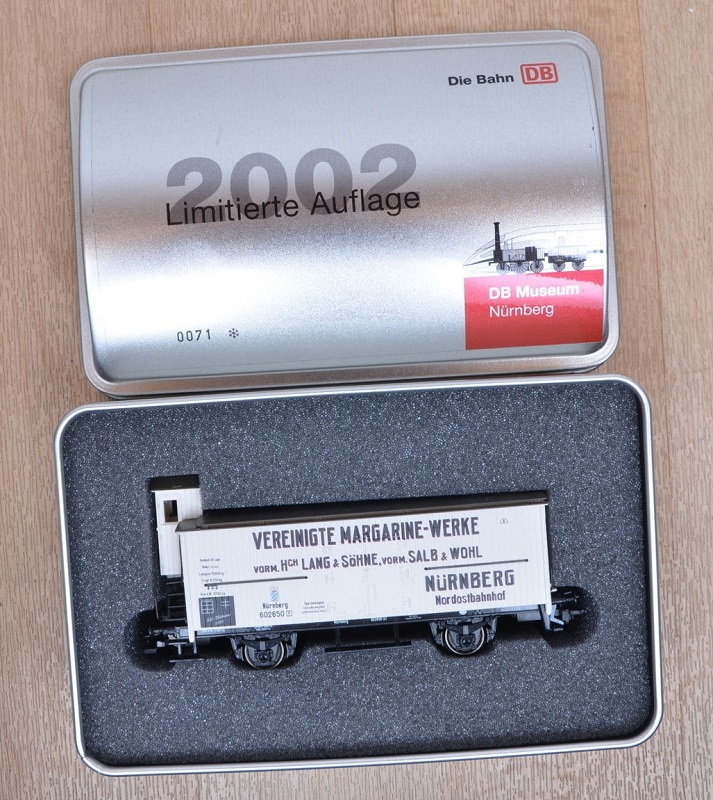 Die Bahn DB
2002
Limitierte Auflage
DB Museum
Nürnberg
0071 ❄
VEREINIGTE MARGARINE-WERKE
VORM. HCH LANG & SÖHNE, VORM. SALB & WOHL
NÜRNBERG
Nordostbahnhof
Nürnberg
602650